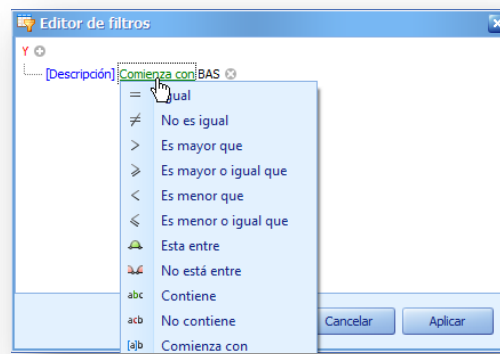 Editor de filtros
Y
[Descripción] Comienza con BAS
= Igual
≠ No es igual
> Es mayor que
⩾ Es mayor o igual que
< Es menor que
⩽ Es menor o igual que
Esta entre
No está entre
abc Contiene
acb No contiene
[a]b Comienza con
Cancelar Aplicar